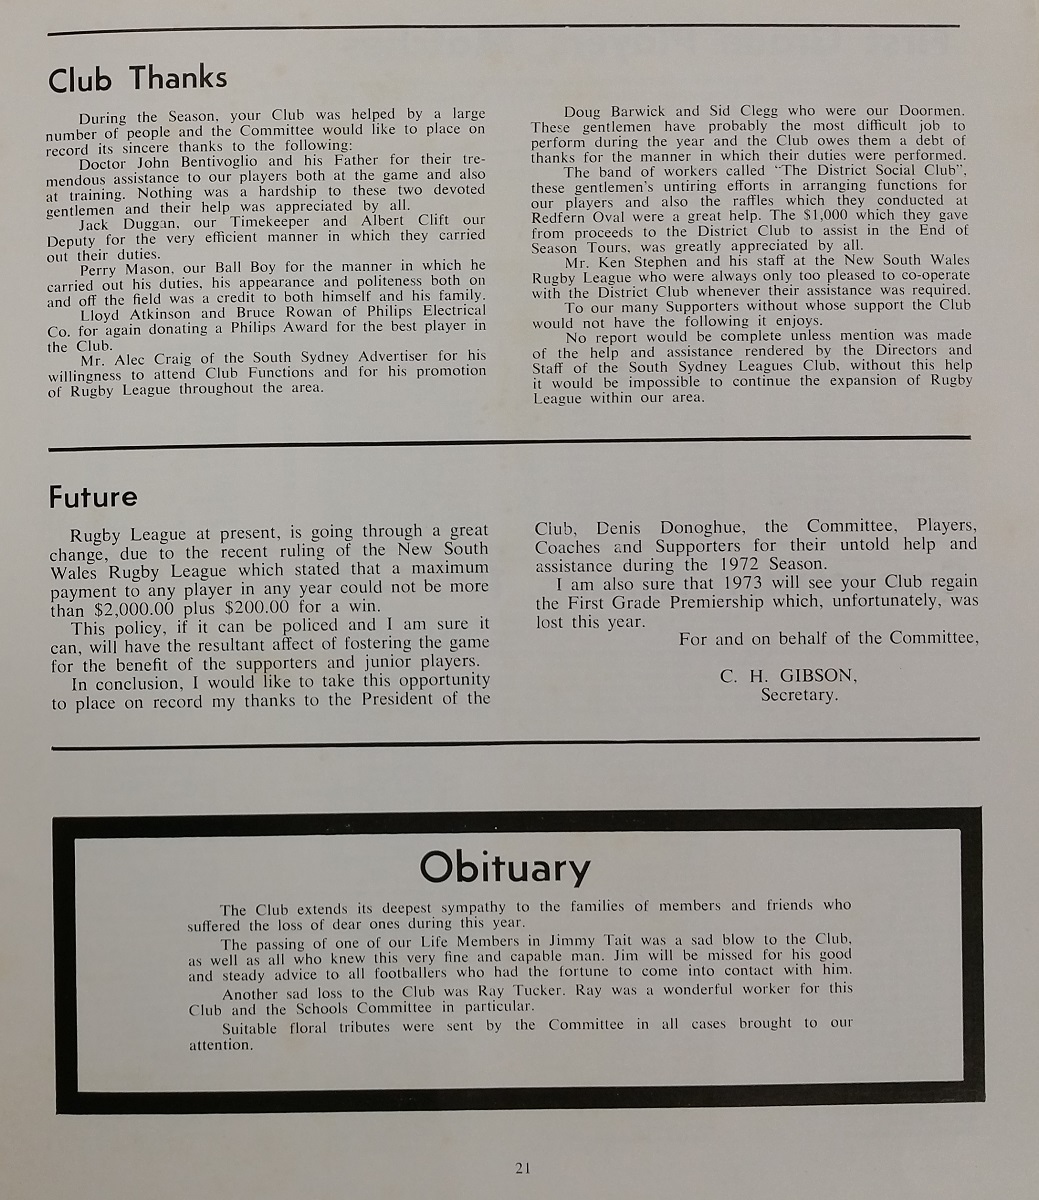 Club Thanks
During the Season, your Club was helped by a large
number of people and the Committee would like to place on
record its sincere thanks to the following:
Doctor John Bentivoglio and his Father for their tre-
mendous assistance to our players both at the game and also
at training. Nothing was a hardship to these two devoted
gentlemen and their help was appreciated by all.
Jack Duggan, our Timekeeper and Albert Clift our
Deputy for the very efficient manner in which they carried
out their duties.
Perry Mason, our Ball Boy for the manner in which he
carried out his duties, his appearance and politeness both on
and off the field was a credit to both himself and his family.
Lloyd Atkinson and Bruce Rowan of Philips Electrical
Co. for again donating a Philips Award for the best player in
the Club.
Mr. Alec Craig of the South Sydney Advertiser for his
willingness to attend Club Functions and for his promotion
of Rugby League throughout the area.
Doug Barwick and Sid Clegg who were our Doormen.
These gentlemen have probably the most difficult job to
perform during the year and the Club owes them a debt of
thanks for the manner in which their duties were performed.
The band of workers called "The District Social Club",
these gentlemen's untiring efforts in arranging functions for
our players and also the raffles which they conducted at
Redfern Oval were a great help. The $1,000 which they gave
from proceeds to the District Club to assist in the End of
Season Tours, was greatly appreciated by all.
Mr. Ken Stephen and his staff at the New South Wales
Rugby League who were always only too pleased to co-operate
with the District Club whenever their assistance was required.
To our many Supporters without whose support the Club
would not have the following it enjoys.
No report would be complete unless mention was made
of the help and assistance rendered by the Directors and
Staff of the South Sydney Leagues Club, without this help
it would be impossible to continue the expansion of Rugby
League within our area.
Future
Rugby League at present, is going through a great
change, due to the recent ruling of the New South
Wales Rugby League which stated that a maximum
payment to any player in any year could not be more
than $2,000.00 plus $200.00 for a win.
This policy, if it can be policed and I am sure it
can, will have the resultant affect of fostering the game
for the benefit of the supporters and junior players.
In conclusion, I would like to take this opportunity
to place on record my thanks to the President of the
Club, Denis Donoghue, the Committee, Players,
Coaches and Supporters for their untold help and
assistance during the 1972 Season.
I am also sure that 1973 will see your Club regain
the First Grade Premiership which, unfortunately, was
lost this year.
For and on behalf of the Committee,
C. H. GIBSON,
Secretary.
Obituary
The Club extends its deepest sympathy to the families of members and friends who
suffered the loss of dear ones during this year.
The passing of one of our Life Members in Jimmy Tait was a sad blow to the Club,
as well as all who knew this very fine and capable man. Jim will be missed for his good
and steady advice to all footballers who had the fortune to come into contact with him.
Another sad loss to the Club was Ray Tucker. Ray was a wonderful worker for this
Club and the Schools Committee in particular.
Suitable floral tributes were sent by the Committee in all cases brought to our
attention.
21